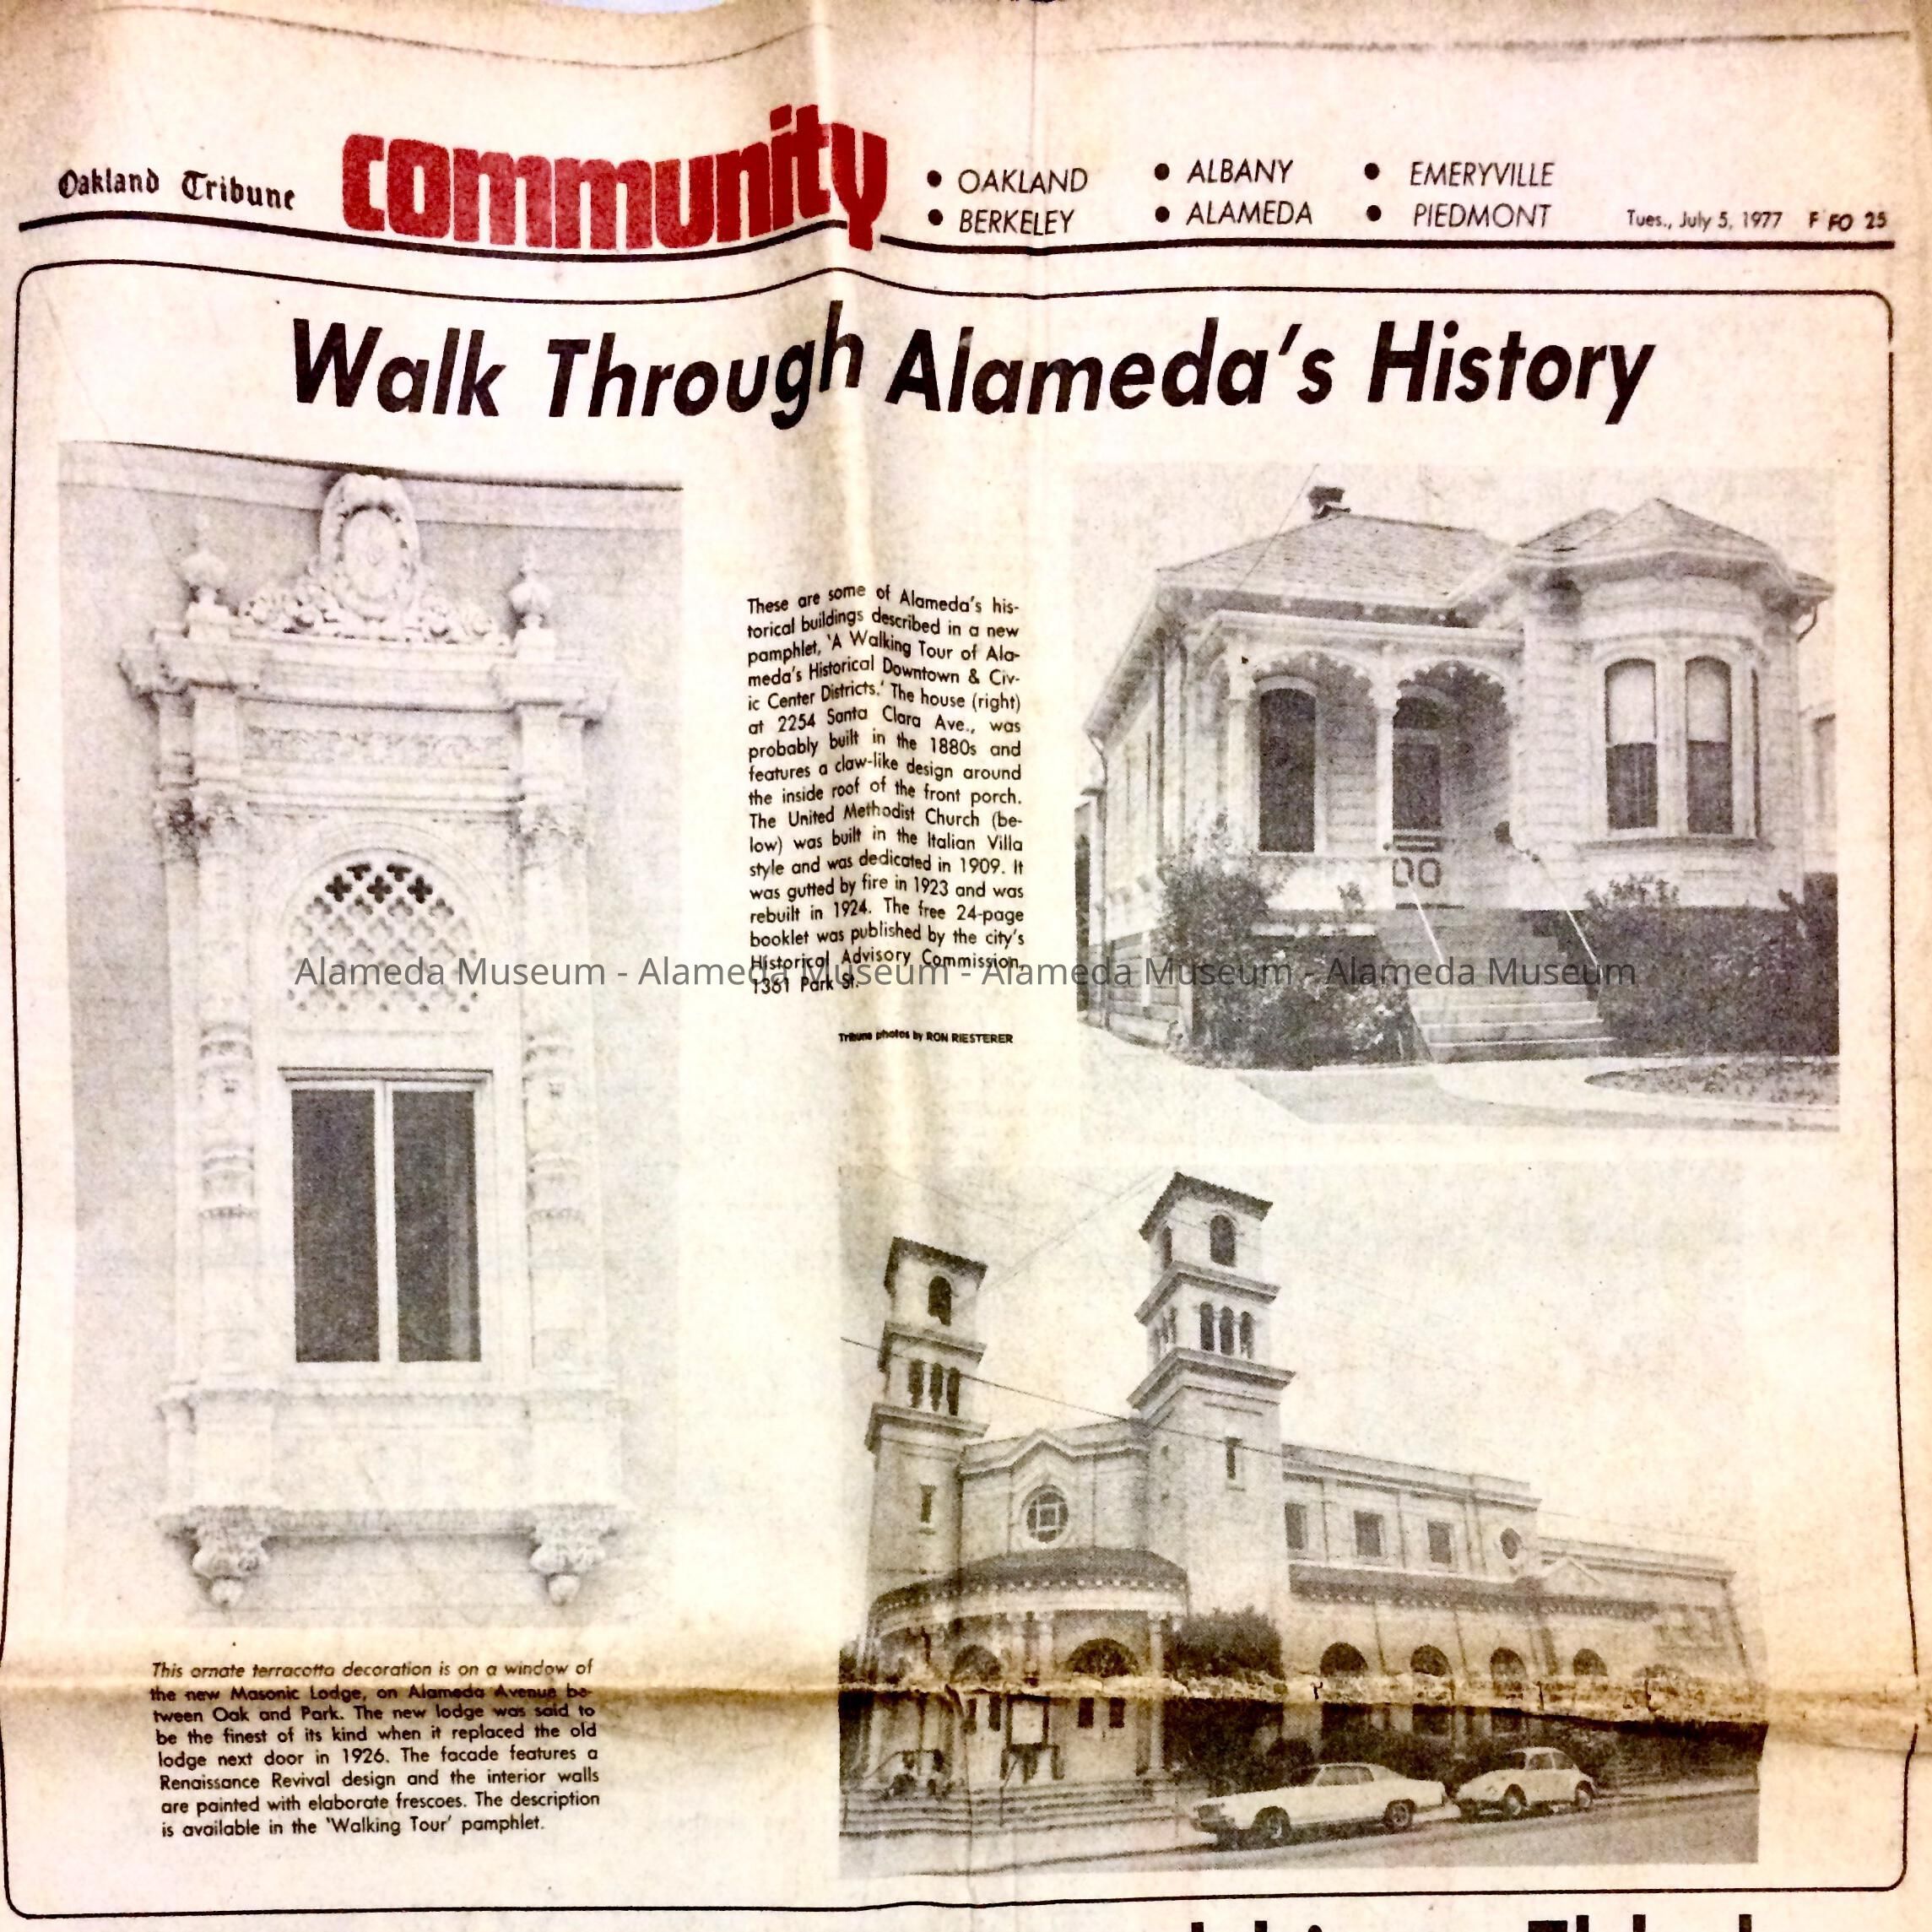 Oakland Tribune community
• OAKLAND • ALBANY • EMERYVILLE
• BERKELEY • ALAMEDA • PIEDMONT Tues., July 5, 1977 F FO 25
Walk Through Alameda's History
These are some of Alameda's his-
torical buildings described in a new
pamphlet, 'A Walking Tour of Ala-
meda's Historical Downtown & Civ-
ic Center Districts.' The house (right)
at 2254 Santa Clara Ave., was
probably built in the 1880s and
features a claw-like design around
the inside roof of the front porch.
The United Methodist Church (be-
low) was built in the Italian Villa
style and was dedicated in 1909. It
was gutted by fire in 1923 and was
rebuilt in 1924. The free 24-page
booklet was published by the city's
Historical Advisory Commission,
1361 Park St.
Tribune photos by RON RIESTERER
Alameda Museum - Alameda Museum - Alameda Museum - Alameda Museum
This ornate terracotta decoration is on a window of
the new Masonic Lodge, on Alameda Avenue be-
tween Oak and Park. The new lodge was said to
be the finest of its kind when it replaced the old
lodge next door in 1926. The facade features a
Renaissance Revival design and the interior walls
are painted with elaborate frescoes. The description
is available in the 'Walking Tour' pamphlet.